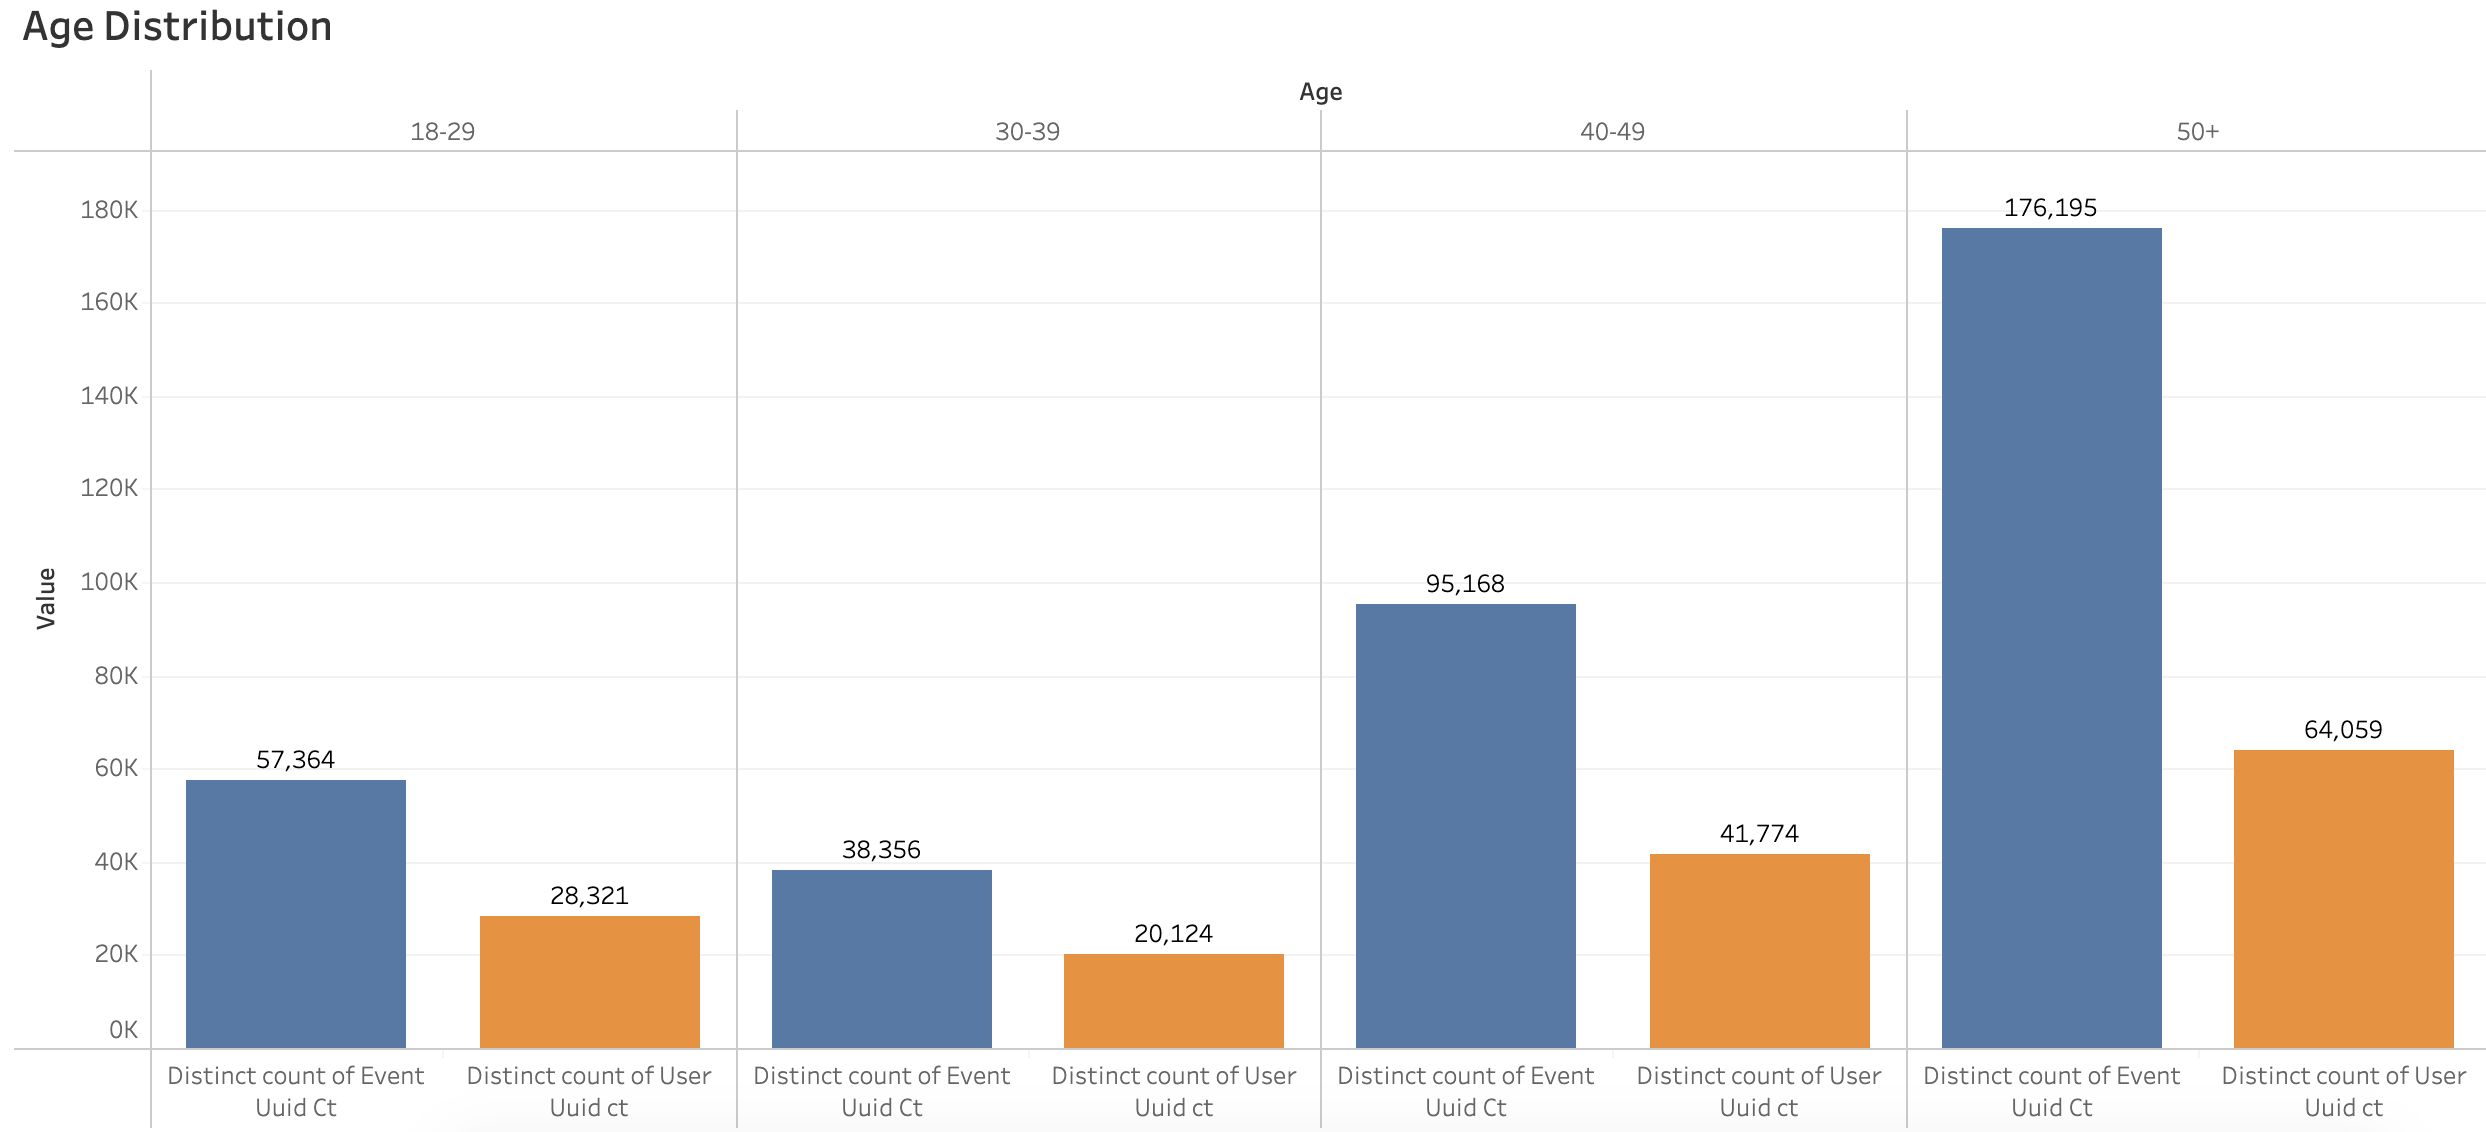 Age Distribution
Age
18-29
30-39
40-49
50+
Value
180K
160K
140K
120K
100K
80K
60K
40K
20K
0K
57,364
28,321
38,356
20,124
95,168
41,774
176,195
64,059
Distinct count of Event
Uuid Ct
Distinct count of User
Uuid ct
Distinct count of Event
Uuid Ct
Distinct count of User
Uuid ct
Distinct count of Event
Uuid Ct
Distinct count of User
Uuid ct
Distinct count of Event
Uuid Ct
Distinct count of User
Uuid ct